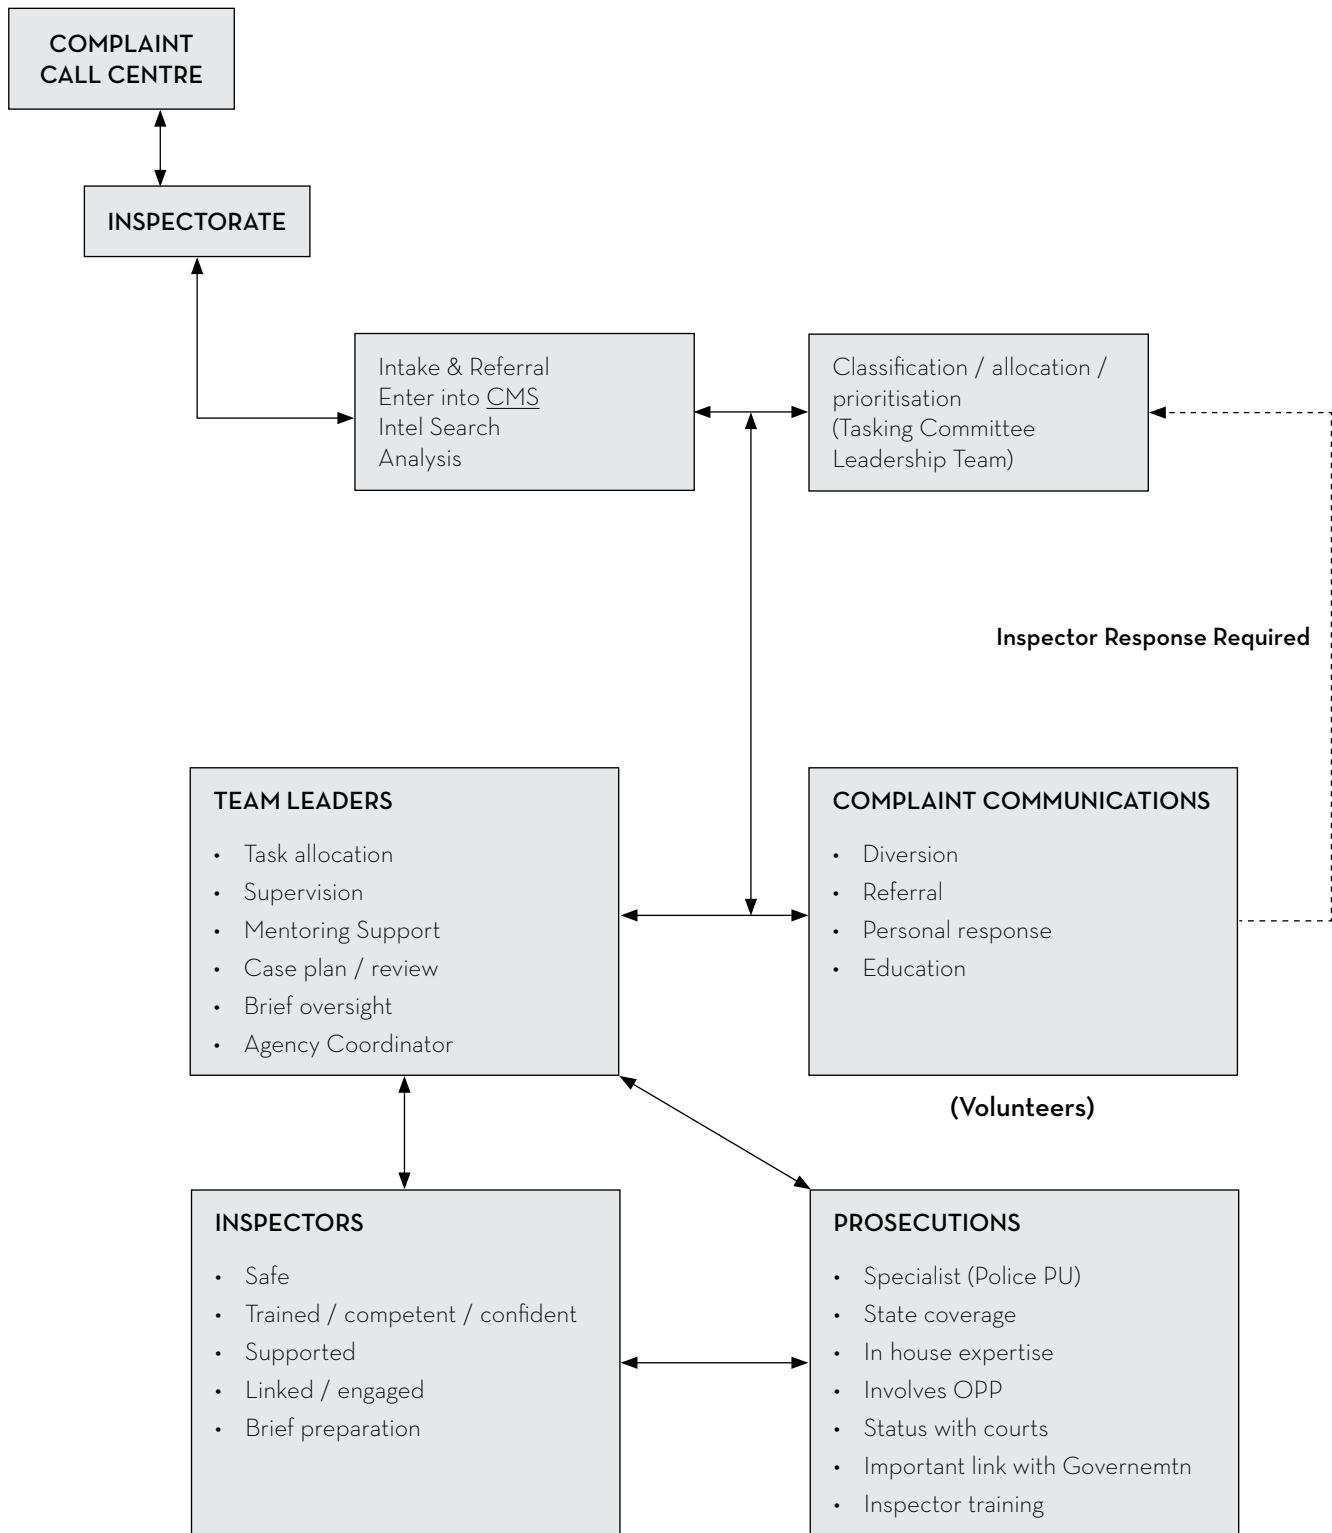 COMPLAINT
CALL CENTRE
INSPECTORATE
Intake & Referral
Enter into CMS
Intel Search
Analysis
Classification / allocation /
prioritisation
(Tasking Committee
Leadership Team)
Inspector Response Required
TEAM LEADERS
• Task allocation
• Supervision
• Mentoring Support
• Case plan / review
• Brief oversight
• Agency Coordinator
COMPLAINT COMMUNICATIONS
• Diversion
• Referral
• Personal response
• Education
(Volunteers)
INSPECTORS
• Safe
• Trained / competent / confident
• Supported
• Linked / engaged
• Brief preparation
PROSECUTIONS
• Specialist (Police PU)
• State coverage
• In house expertise
• Involves OPP
• Status with courts
• Important link with Governemtn
• Inspector training